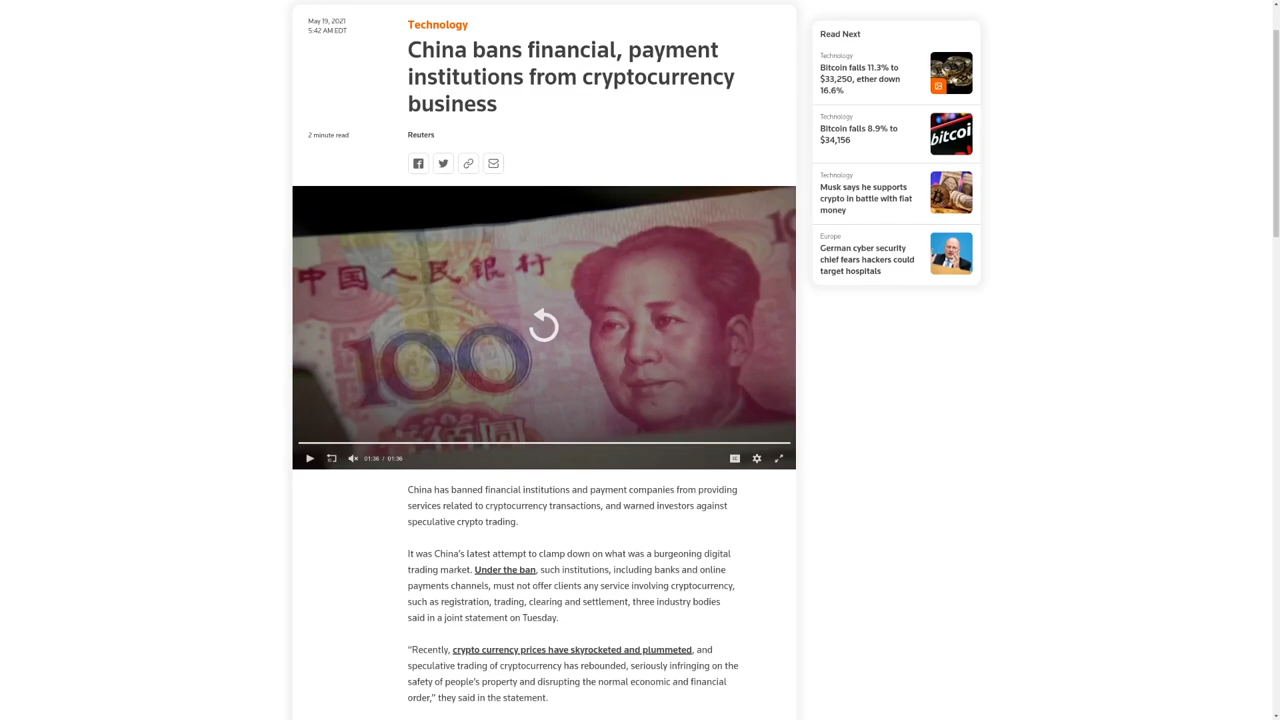 May 19, 2021
5:42 AM EDT
Technology
China bans financial, payment
institutions from cryptocurrency
business
2 minute read
Reuters
中国人民银行
100
01:36 / 01:36
China has banned financial institutions and payment companies from providing
services related to cryptocurrency transactions, and warned investors against
speculative crypto trading.
It was China's latest attempt to clamp down on what was a burgeoning digital
trading market. Under the ban, such institutions, including banks and online
payments channels, must not offer clients any service involving cryptocurrency,
such as registration, trading, clearing and settlement, three industry bodies
said in a joint statement on Tuesday.
"Recently, crypto currency prices have skyrocketed and plummeted, and
speculative trading of cryptocurrency has rebounded, seriously infringing on the
safety of people's property and disrupting the normal economic and financial
order," they said in the statement.
Read Next
Technology
Bitcoin falls 11.3% to
$33,250, ether down
16.6%
Technology
Bitcoin falls 8.9% to
$34,156
bitcoi
Technology
Musk says he supports
crypto in battle with fiat
money
Europe
German cyber security
chief fears hackers could
target hospitals